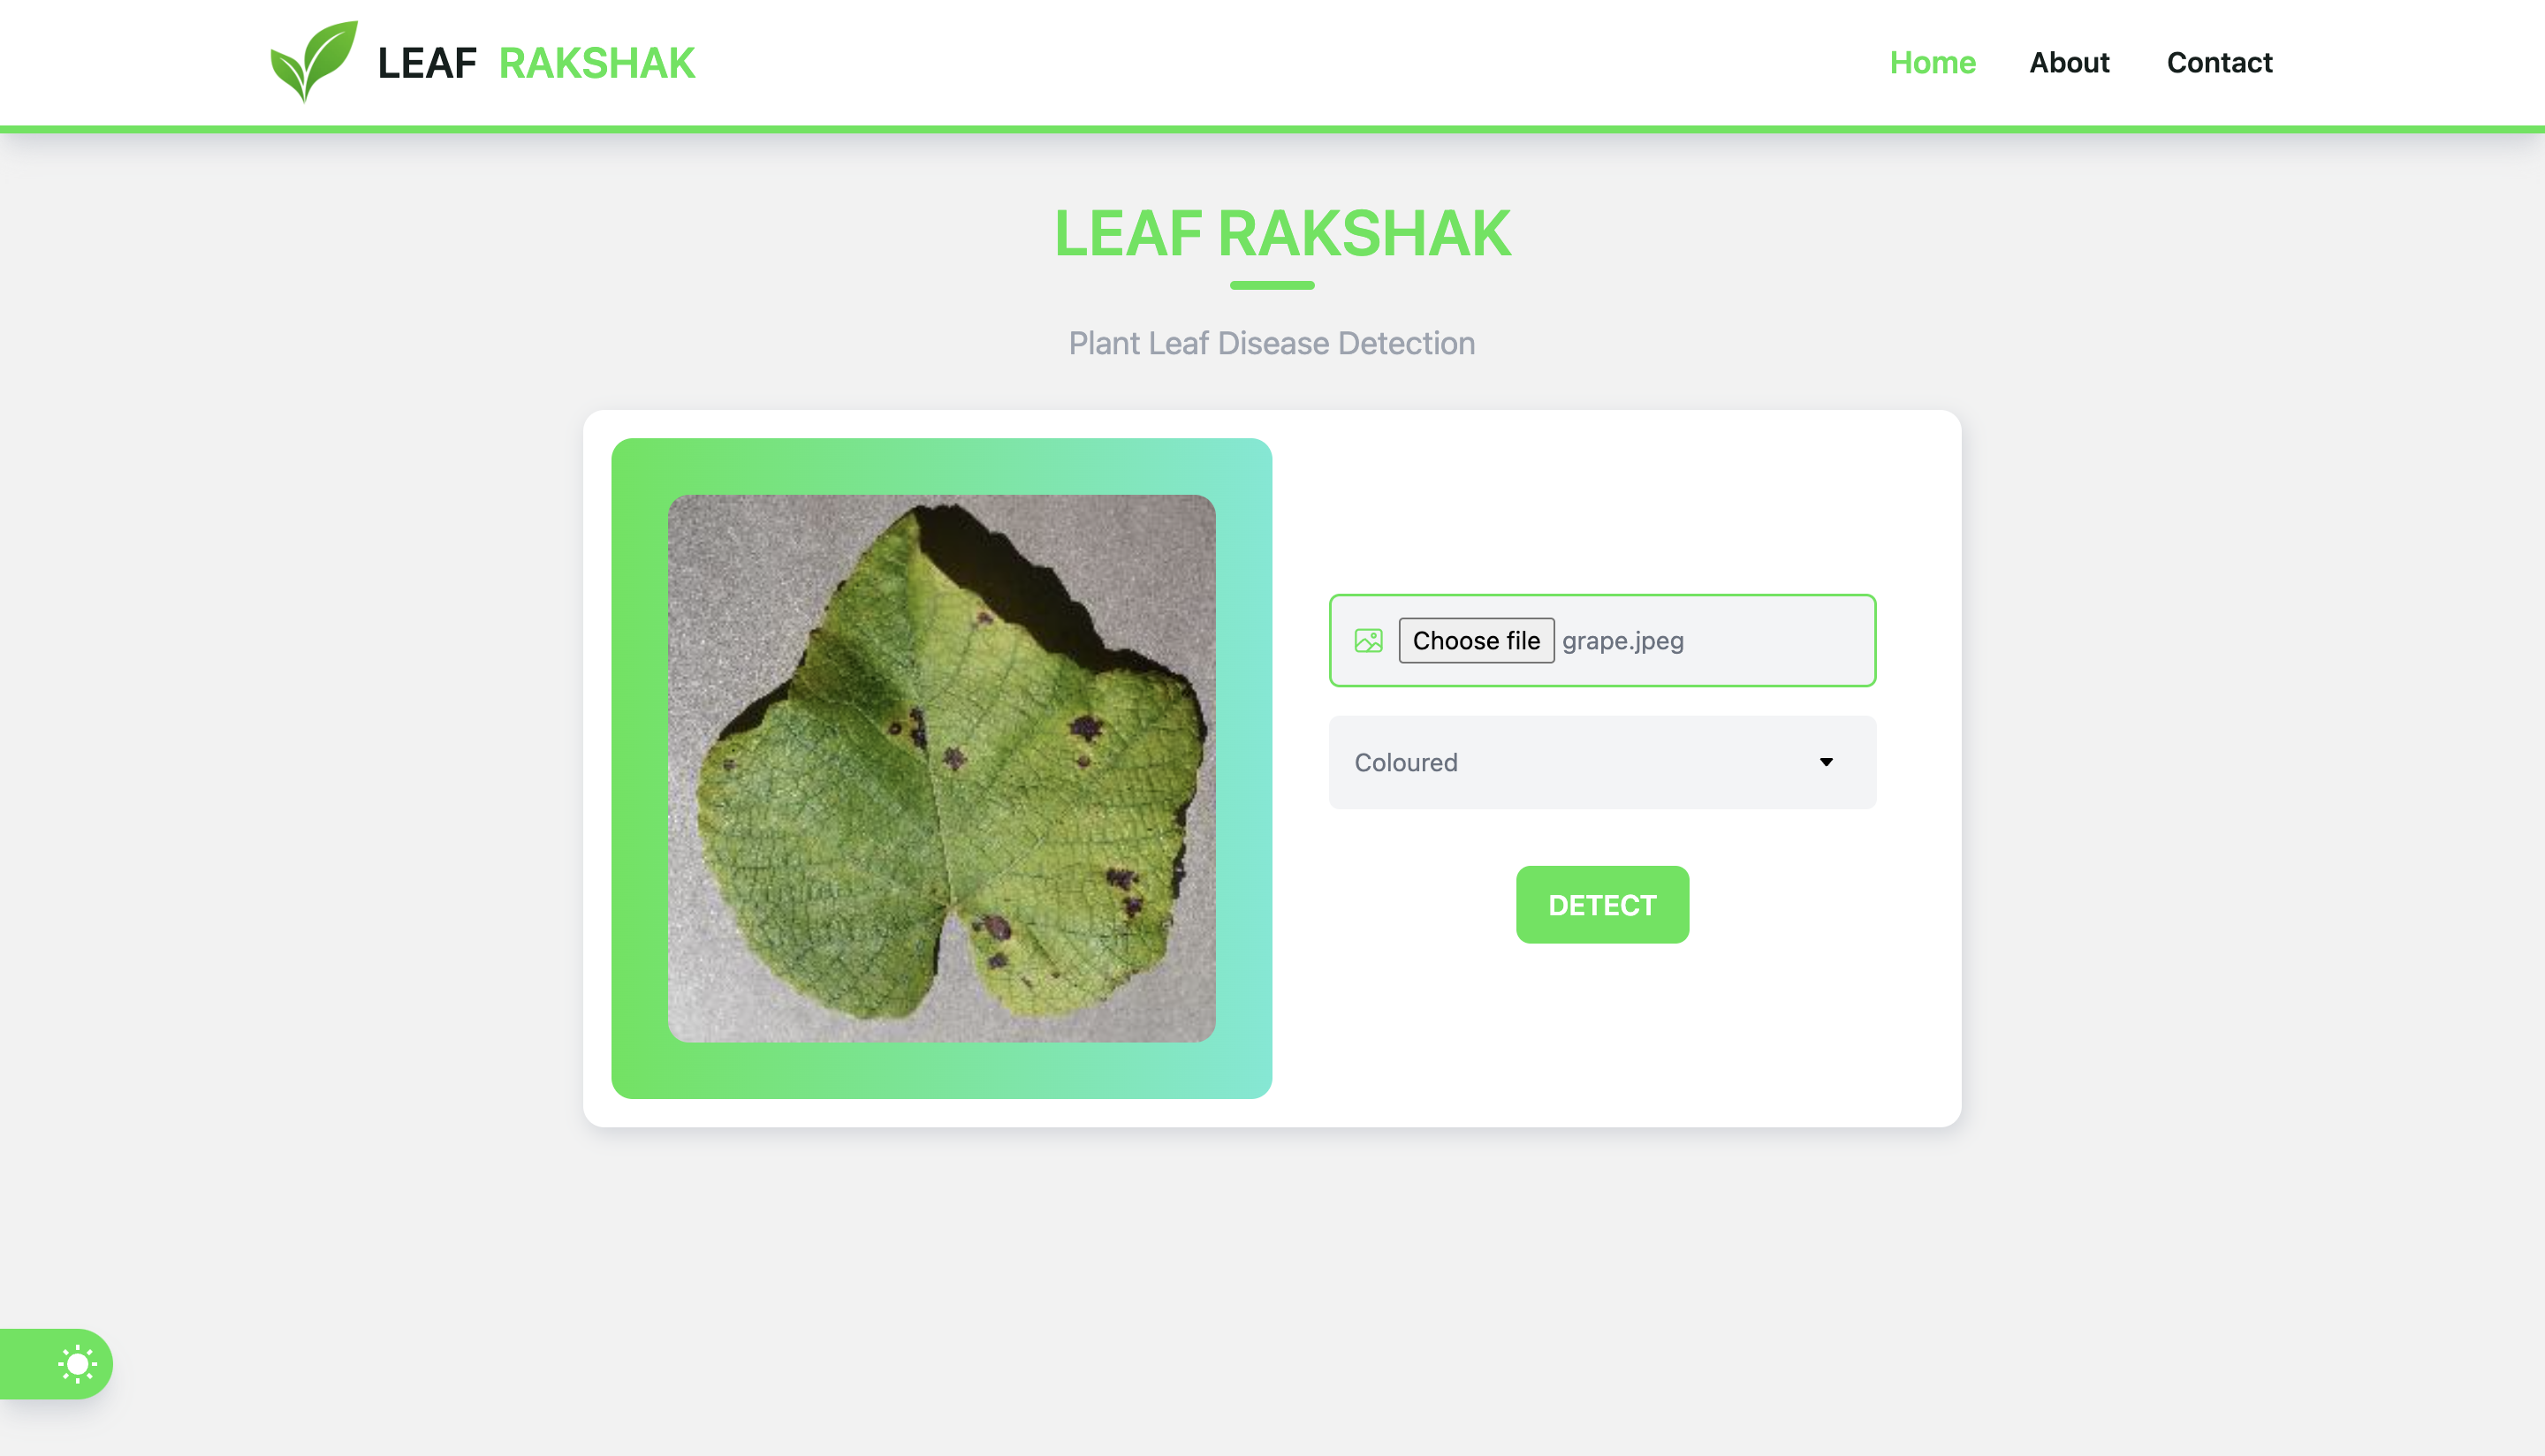 LEAF RAKSHAK
Home About Contact
LEAF RAKSHAK
Plant Leaf Disease Detection
Choose file grape.jpeg
Coloured
DETECT